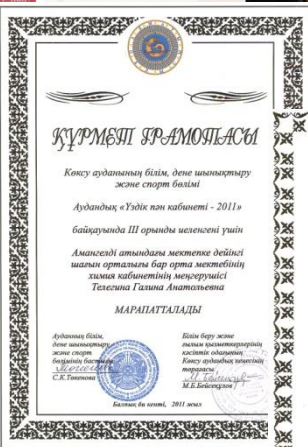 ҚҰРМЕТ ГРАМОТАСЫ
Көксу ауданының білім, дене шынықтыру
және спорт бөлімі
Аудандық «Үздік пән кабинеті - 2011»
байқауында III орынды иеленгені үшін
Амангелді атындағы мектепке дейінгі
шағын орталығы бар орта мектебінің
химия кабинетінің меңгерушісі
Телегина Галина Анатольевна
МАРАПАТТАЛАДЫ
Ауданның білім,
дене шынықтыру
және спорт
бөлімінің бастығы
С.К.Токенова
Білім беру және
ғылым қызметкерлерінің
кәсіптік одағының
Көксу аудандық кеңесінің
төрағасы
М.Б.Бейсекұлов
Балпық би кенті, 2011 жыл